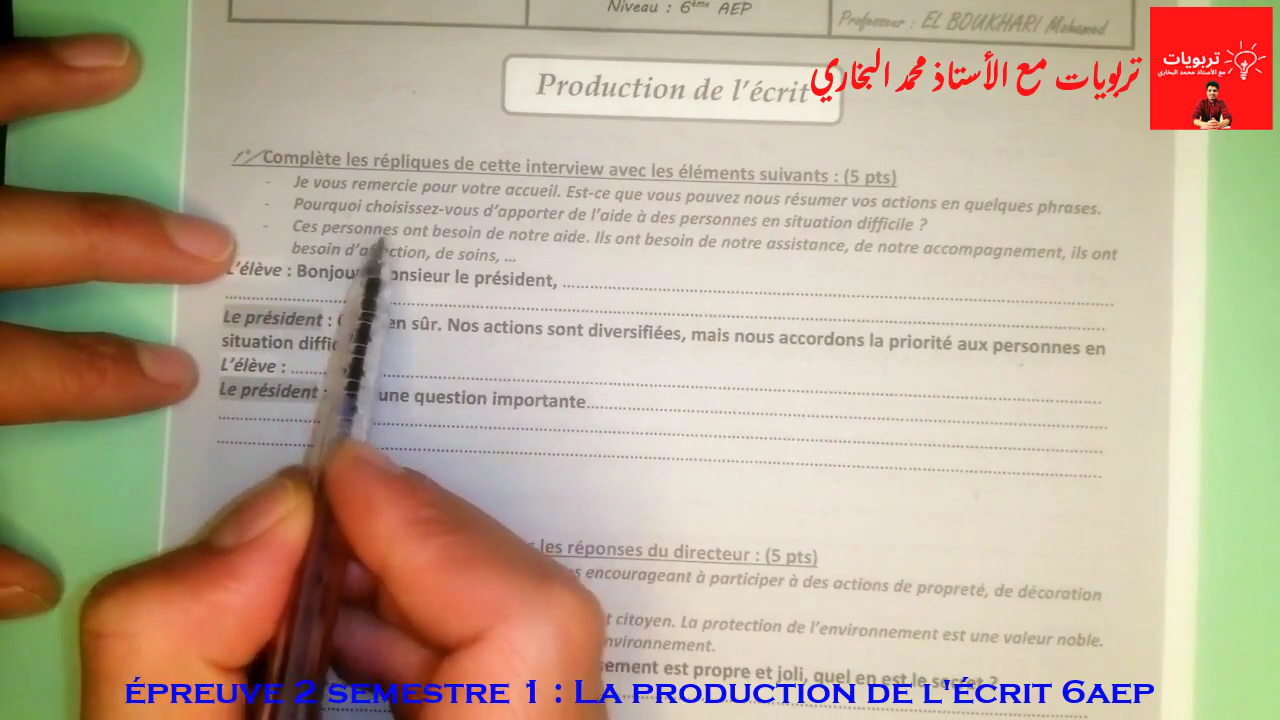 Niveau : 6ème AEP
Professeur : EL BOUKHARI Mohamed
تربويات مع الأستاذ محمد البخاري
تربويات
مع الأستاذ محمد البخاري
Production de l'écrit
1°/ Complète les répliques de cette interview avec les éléments suivants : (5 pts)
- Je vous remercie pour votre accueil. Est-ce que vous pouvez nous résumer vos actions en quelques phrases.
- Pourquoi choisissez-vous d'apporter de l'aide à des personnes en situation difficile ?
- Ces personnes ont besoin de notre aide. Ils ont besoin de notre assistance, de notre accompagnement, ils ont
besoin d'affection, de soins, ...
L'élève : Bonjour monsieur le président, ........
........
Le président : en sûr. Nos actions sont diversifiées, mais nous accordons la priorité aux personnes en
situation
L'élève : ........
Le président : une question importante........
........
........
les réponses du directeur : (5 pts)
encourageant à participer à des actions de propreté, de décoration
citoyen. La protection de l'environnement est une valeur noble.
est propre et joli, quel en est le secret ?
épreuve 2 semestre 1 : La production de l'écrit 6aep